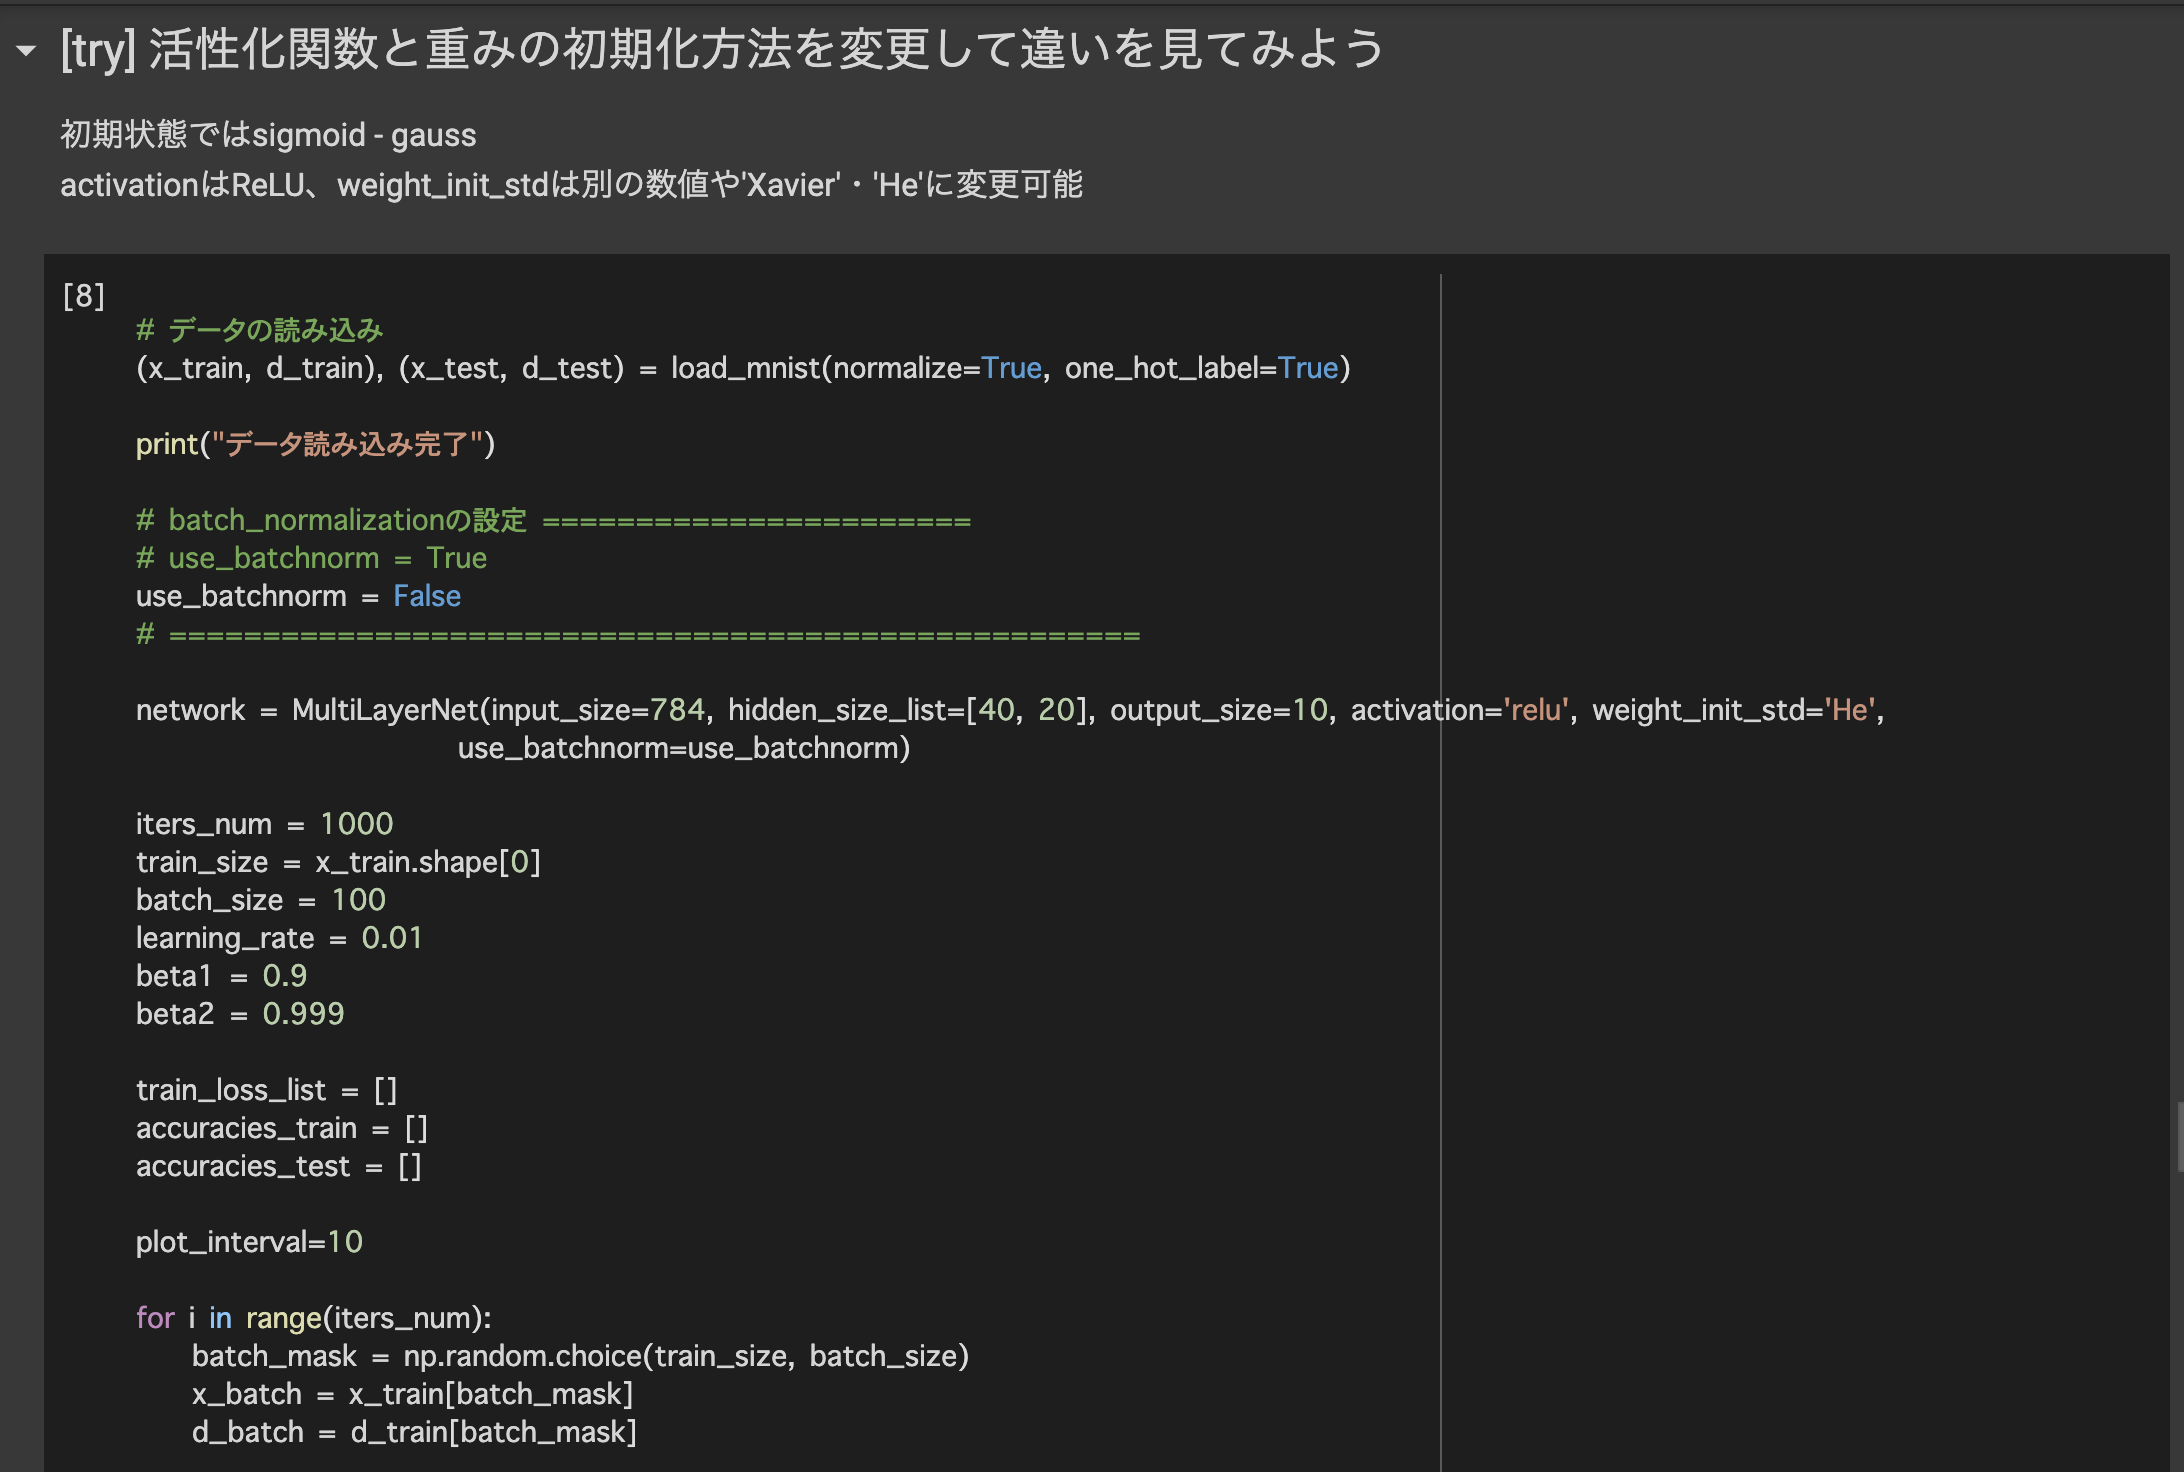 [try] 活性化関数と重みの初期化方法を変更して違いを見てみよう
初期状態ではsigmoid - gauss
activationはReLU、weight_init_stdは別の数値や'Xavier'・'He'に変更可能
[8]
# データの読み込み
(x_train, d_train), (x_test, d_test) = load_mnist(normalize=True, one_hot_label=True)
print("データ読み込み完了")
# batch_normalizationの設定 =======================
# use_batchnorm = True
use_batchnorm = False
# ====================================================
network = MultiLayerNet(input_size=784, hidden_size_list=[40, 20], output_size=10, activation='relu', weight_init_std='He',
use_batchnorm=use_batchnorm)
iters_num = 1000
train_size = x_train.shape[0]
batch_size = 100
learning_rate = 0.01
beta1 = 0.9
beta2 = 0.999
train_loss_list = []
accuracies_train = []
accuracies_test = []
plot_interval=10
for i in range(iters_num):
batch_mask = np.random.choice(train_size, batch_size)
x_batch = x_train[batch_mask]
d_batch = d_train[batch_mask]